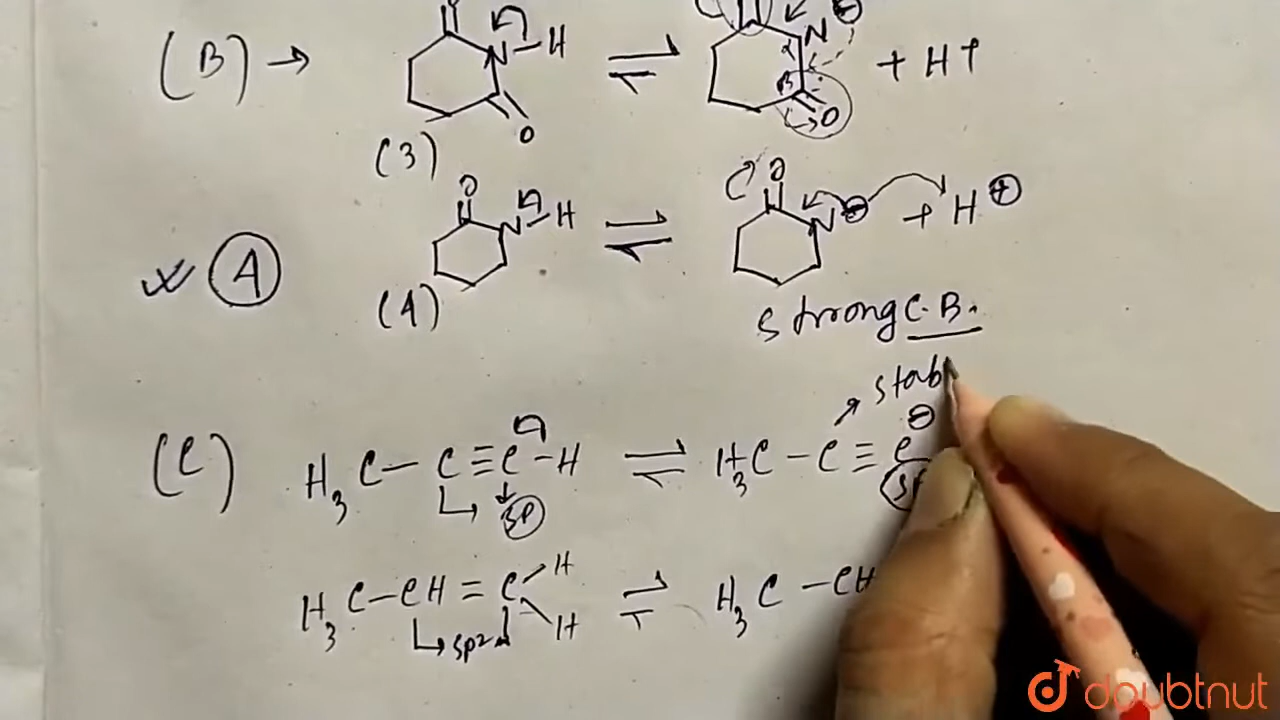 (B) → N-H ⇌ N ⊖ + H+
O O
(3)
(A) O N-H ⇌ O N ⊖ + H ⊕
(4)
Strong C.B.
Stab
(C) H3C-C≡C-H ⇌ H3C-C≡C ⊖
SP
H3C-CH=C H H ⇌ H3C-CH
SP2
doubtnut